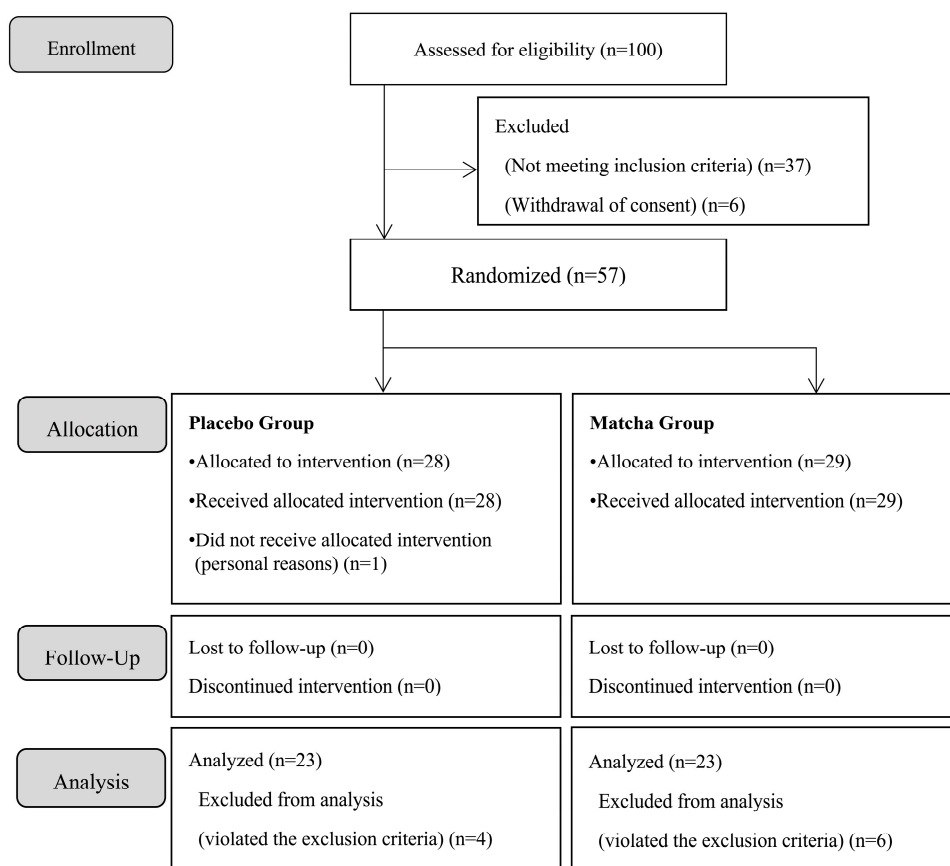 Enrollment
Assessed for eligibility (n=100)
Excluded
(Not meeting inclusion criteria) (n=37)
(Withdrawal of consent) (n=6)
Randomized (n=57)
Allocation
Placebo Group
•Allocated to intervention (n=28)
•Received allocated intervention (n=28)
•Did not receive allocated intervention
(personal reasons) (n=1)
Matcha Group
•Allocated to intervention (n=29)
•Received allocated intervention (n=29)
Follow-Up
Lost to follow-up (n=0)
Discontinued intervention (n=0)
Lost to follow-up (n=0)
Discontinued intervention (n=0)
Analysis
Analyzed (n=23)
Excluded from analysis
(violated the exclusion criteria) (n=4)
Analyzed (n=23)
Excluded from analysis
(violated the exclusion criteria) (n=6)